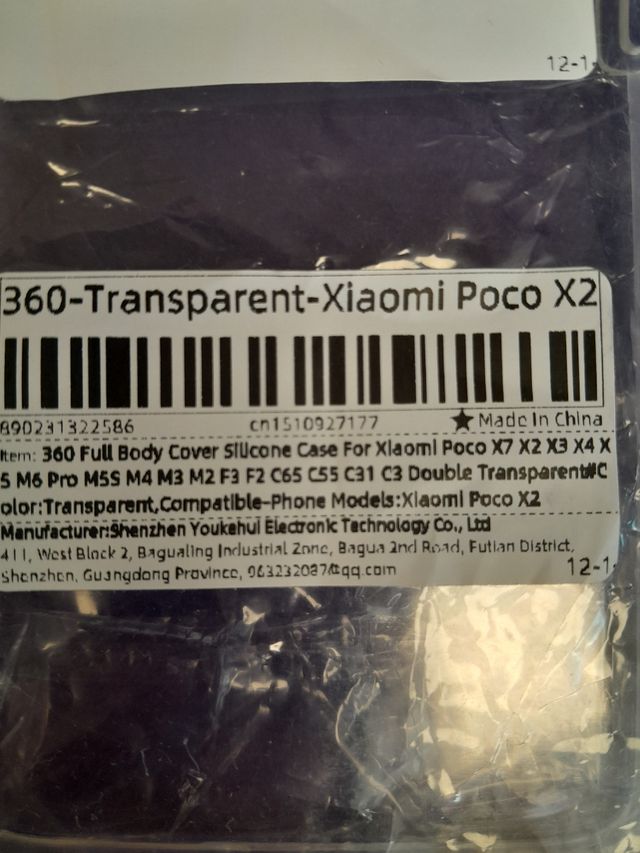 12-1
360-Transparent-Xiaomi Poco X2
890231322586 cn1510927177 ★ Made In China
Item: 360 Full Body Cover Silicone Case For Xiaomi Poco X7 X2 X3 X4 X
5 M6 Pro M5S M4 M3 M2 F3 F2 C65 C55 C31 C3 Double Transparent#C
olor:Transparent,Compatible-Phone Models:Xiaomi Poco X2
Manufacturer:Shenzhen Youkehui Electronic Technology Co., Ltd
411, West Block 2, Bagualing Industrial Zone, Bagua 2nd Road, Futian District,
Shenzhen, Guangdong Province, 963232087@qq.com
12-1